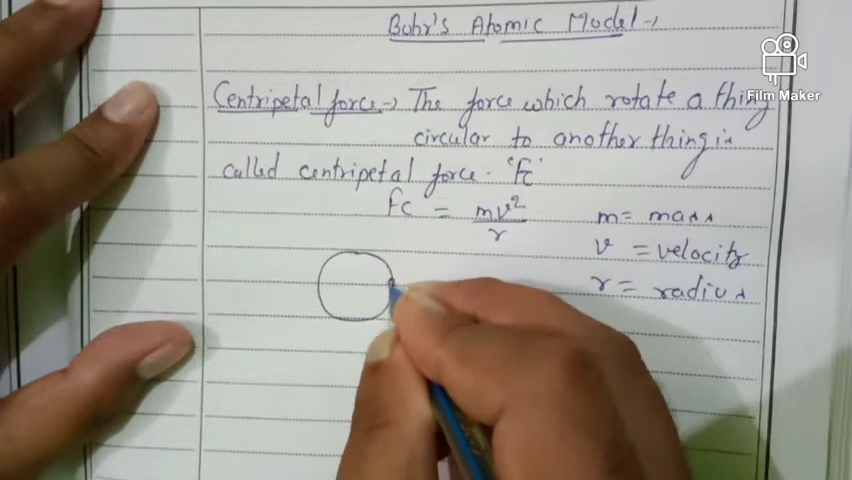 Bohr's Atomic Model→
Film Maker
Centripetal force→ The force which rotate a thing
circular to another thing is
called centripetal force. 'Fc'
Fc = mv²/r
m = mass
v = velocity
r = radius